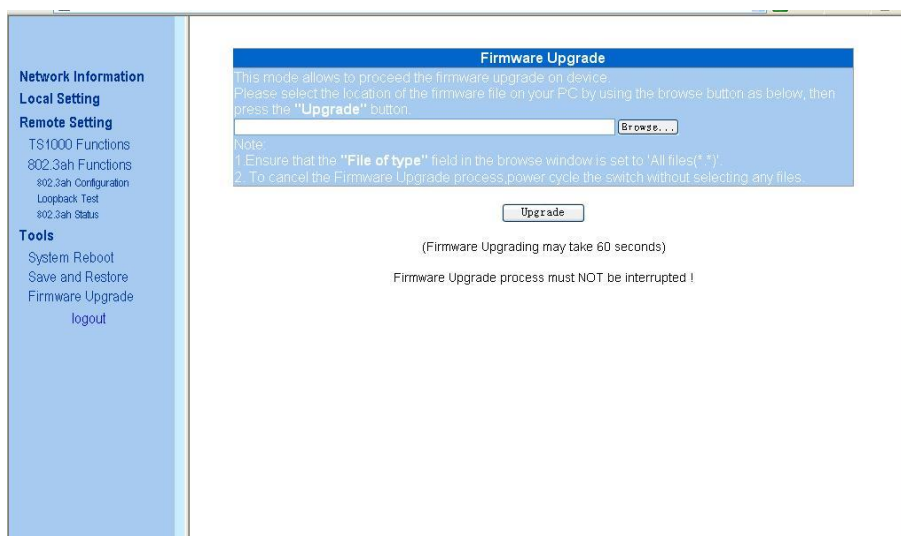 Network Information
Local Setting
Remote Setting
TS1000 Functions
802.3ah Functions
802.3ah Configuration
Loopback Test
802.3ah Status
Tools
System Reboot
Save and Restore
Firmware Upgrade
logout
Firmware Upgrade
This mode allows to proceed the firmware upgrade on device.
Please select the location of the firmware file on your PC by using the browse button as below, then
press the "Upgrade" button.
Browse...
Note:
1.Ensure that the "File of type" field in the browse window is set to 'All files(*.*)'.
2. To cancel the Firmware Upgrade process,power cycle the switch without selecting any files.
Upgrade
(Firmware Upgrading may take 60 seconds)
Firmware Upgrade process must NOT be interrupted !